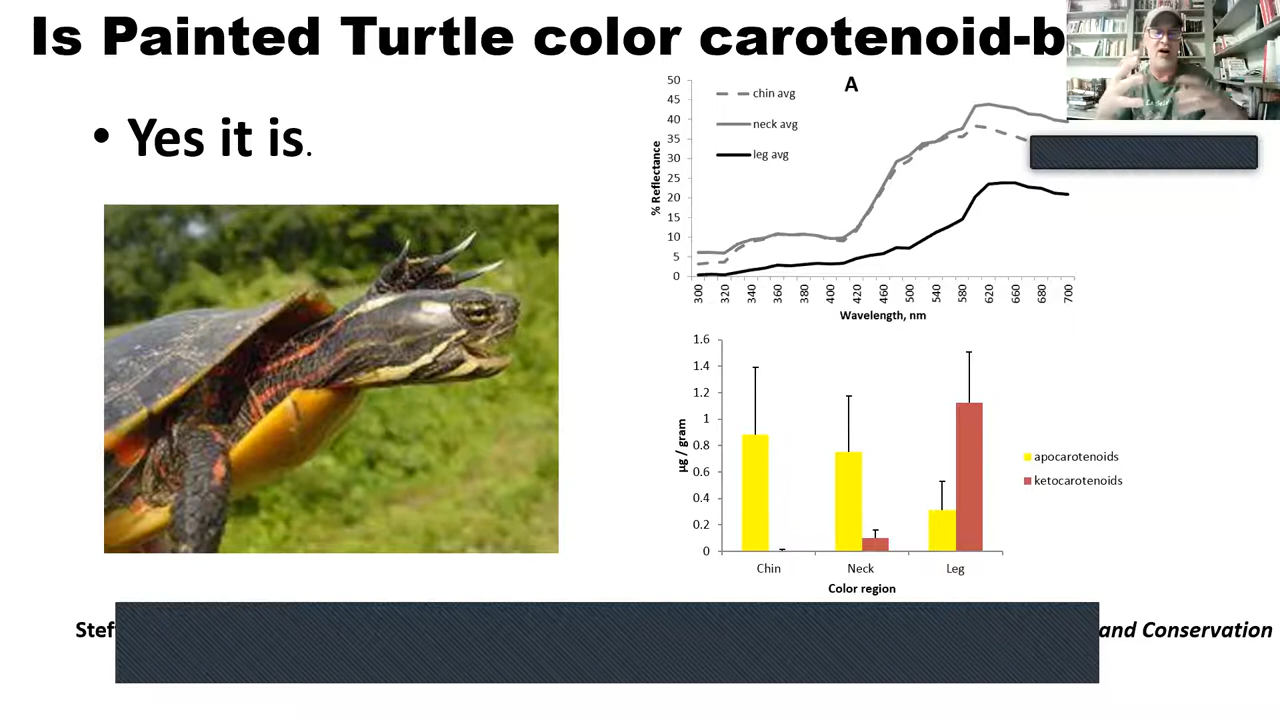 Is Painted Turtle color carotenoid-b
• Yes it is.
A
50
45
40
35
30
25
20
15
10
5
0
% Reflectance
chin avg
neck avg
leg avg
300 320 340 360 380 400 420 460 500 540 580 620 660 680 700
Wavelength, nm
1.6
1.4
1.2
1
0.8
0.6
0.4
0.2
0
µg / gram
apocarotenoids
ketocarotenoids
Chin Neck Leg
Color region
Stef and Conservation